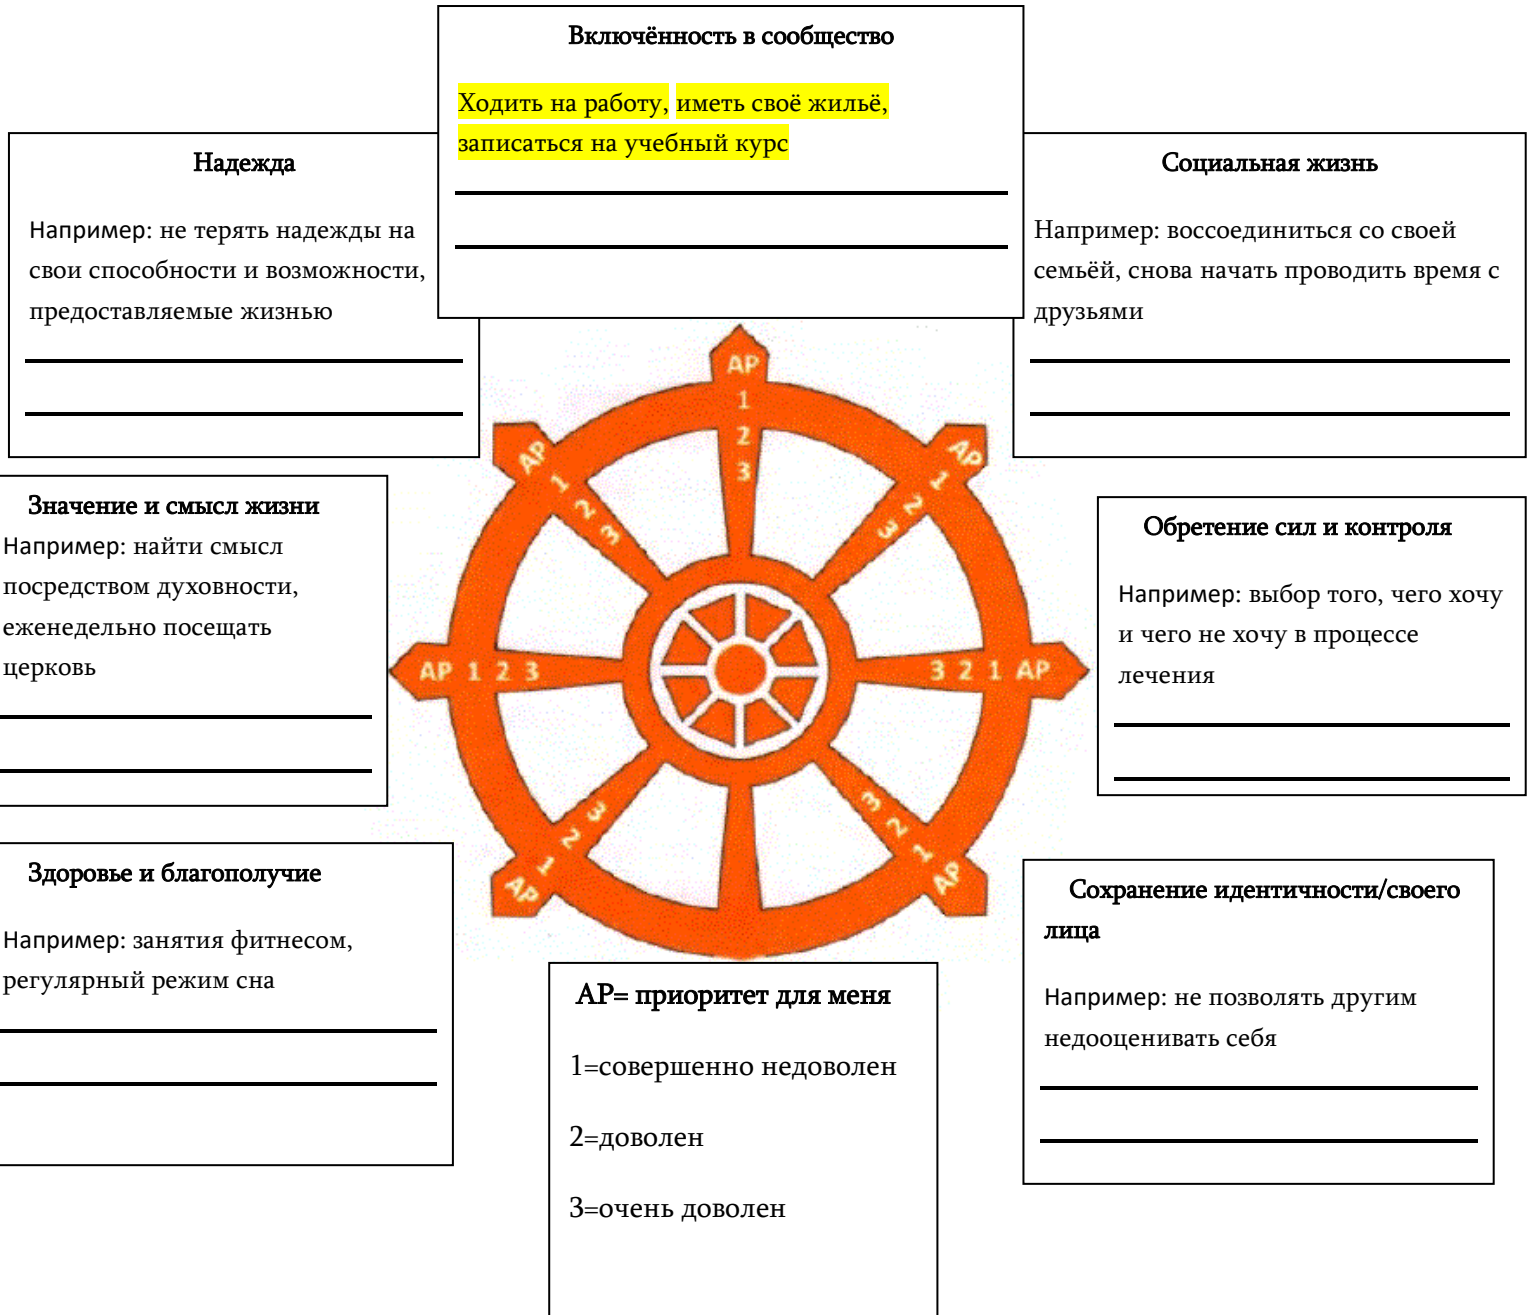 Включённость в сообщество
Ходить на работу, иметь своё жильё,
записаться на учебный курс
Надежда
Например: не терять надежды на
свои способности и возможности,
предоставляемые жизнью
Социальная жизнь
Например: воссоединиться со своей
семьёй, снова начать проводить время с
друзьями
Значение и смысл жизни
Например: найти смысл
посредством духовности,
еженедельно посещать
церковь
Обретение сил и контроля
Например: выбор того, чего хочу
и чего не хочу в процессе
лечения
Здоровье и благополучие
Например: занятия фитнесом,
регулярный режим сна
Сохранение идентичности/своего
лица
Например: не позволять другим
недооценивать себя
AP
1
2
3
AP 1 2 3
AP 1 2 3
AP 1 2 3
3 2 1 AP
AP 1 2 3
3 2 1 AP
АР= приоритет для меня
1=совершенно недоволен
2=доволен
3=очень доволен